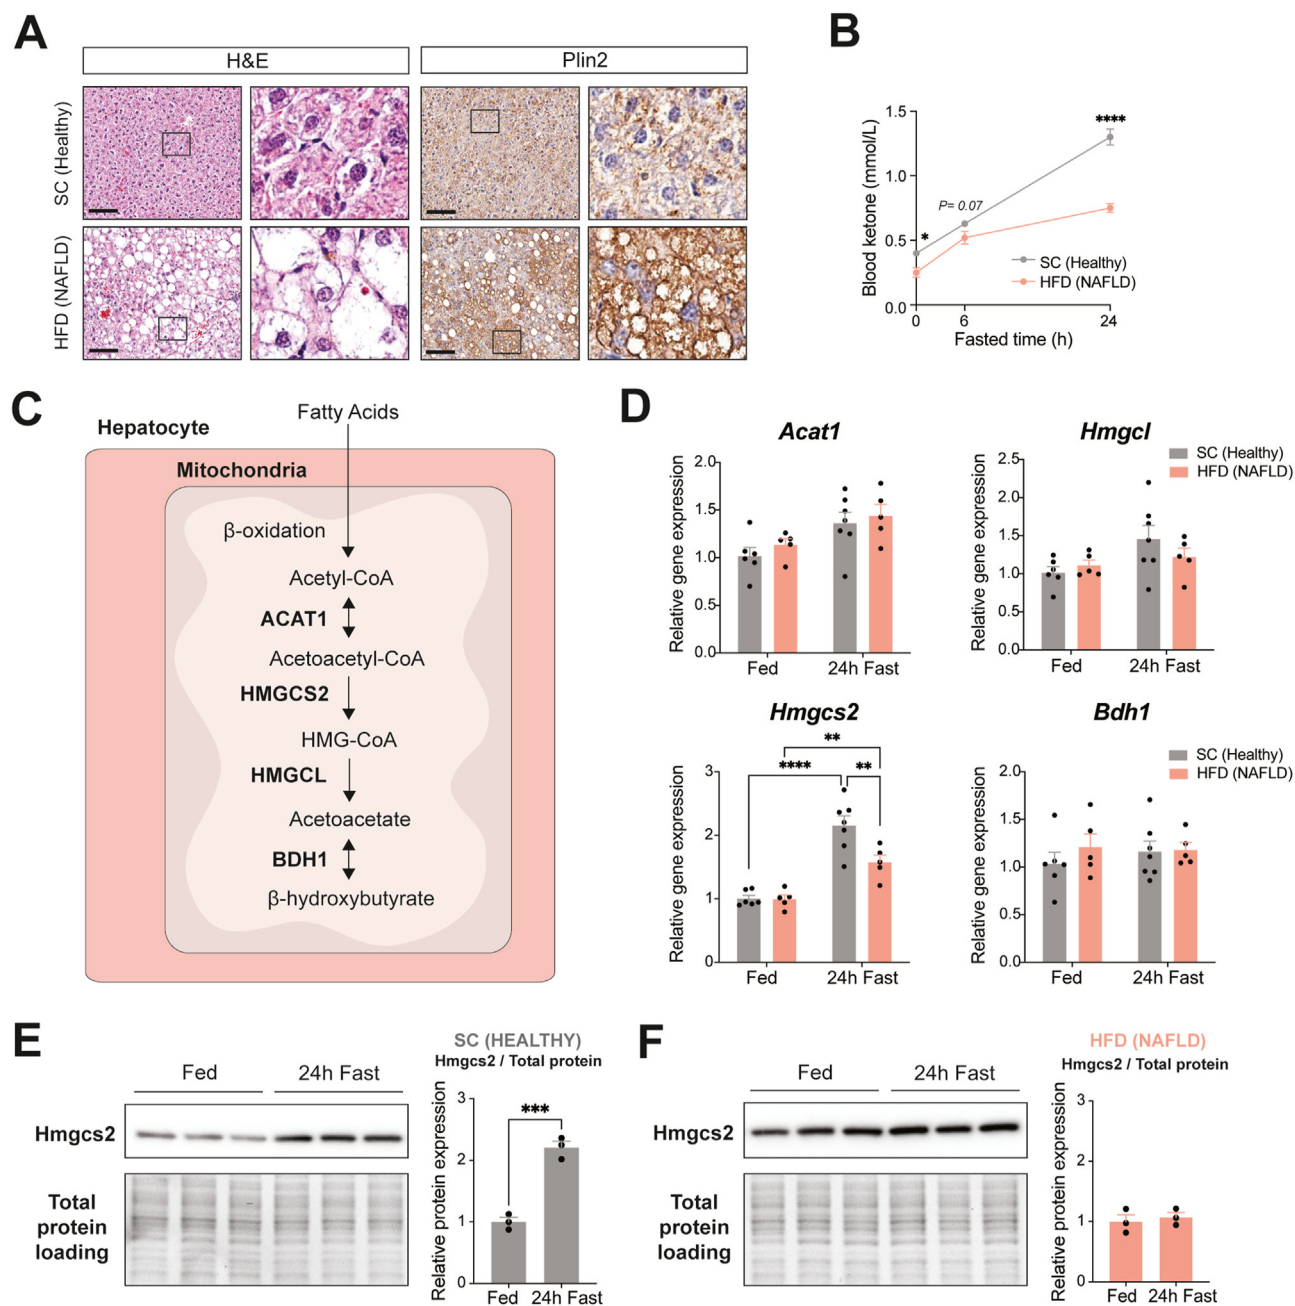 A
H&E
Plin2
SC (Healthy)
HFD (NAFLD)
B
Blood ketone (mmol/L)
1.5
1.0
0.5
0.0
****
P= 0.07
*
SC (Healthy)
HFD (NAFLD)
0
6
24
Fasted time (h)
C
Fatty Acids
Hepatocyte
Mitochondria
β-oxidation
Acetyl-CoA
ACAT1
Acetoacetyl-CoA
HMGCS2
HMG-CoA
HMGCL
Acetoacetate
BDH1
β-hydroxybutyrate
D
Acat1
Relative gene expression
2.0
1.5
1.0
0.5
0.0
Fed
24h Fast
Hmgcl
SC (Healthy)
HFD (NAFLD)
Relative gene expression
2.5
2.0
1.5
1.0
0.5
0.0
Fed
24h Fast
Hmgcs2
**
****
**
Relative gene expression
3
2
1
0
Fed
24h Fast
Bdh1
SC (Healthy)
HFD (NAFLD)
Relative gene expression
2.0
1.5
1.0
0.5
0.0
Fed
24h Fast
E
Fed
24h Fast
Hmgcs2
Total
protein
loading
SC (HEALTHY)
Hmgcs2 / Total protein
Relative protein expression
3
2
1
0
***
Fed
24h Fast
F
Fed
24h Fast
Hmgcs2
Total
protein
loading
HFD (NAFLD)
Hmgcs2 / Total protein
Relative protein expression
3
2
1
0
Fed
24h Fast